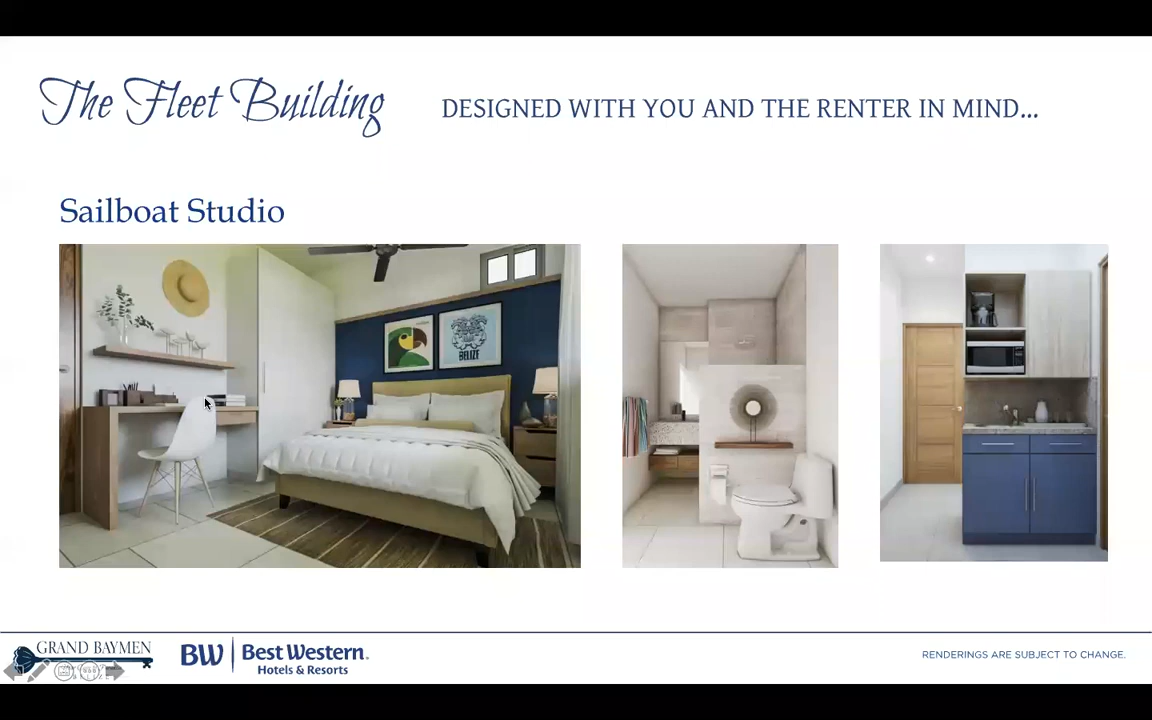 The Fleet Building
DESIGNED WITH YOU AND THE RENTER IN MIND...
Sailboat Studio
BELIZE
GRAND BAYMEN
BW Best Western.
Hotels & Resorts
RENDERINGS ARE SUBJECT TO CHANGE.